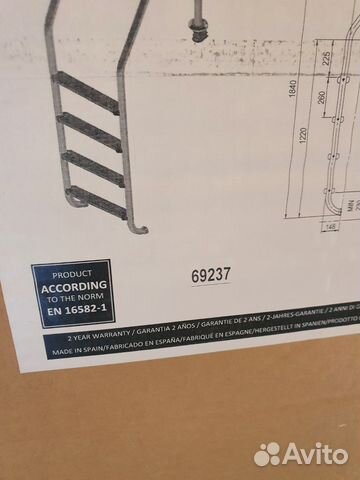 225
260
1840
1220
MIN
148
PRODUCT
ACCORDING
TO THE NORM
EN 16582-1
69237
2 YEAR WARRANTY / GARANTIA 2 AÑOS / GARANTIE DE 2 ANS / 2-JAHRES-GARANTIE / 2 ANNI DI
MADE IN SPAIN/FABRICADO EN ESPAÑA/FABRIQUÉ EN ESPAGNE/HERGESTELLT IN SPANIEN/PRODOTTO
Avito